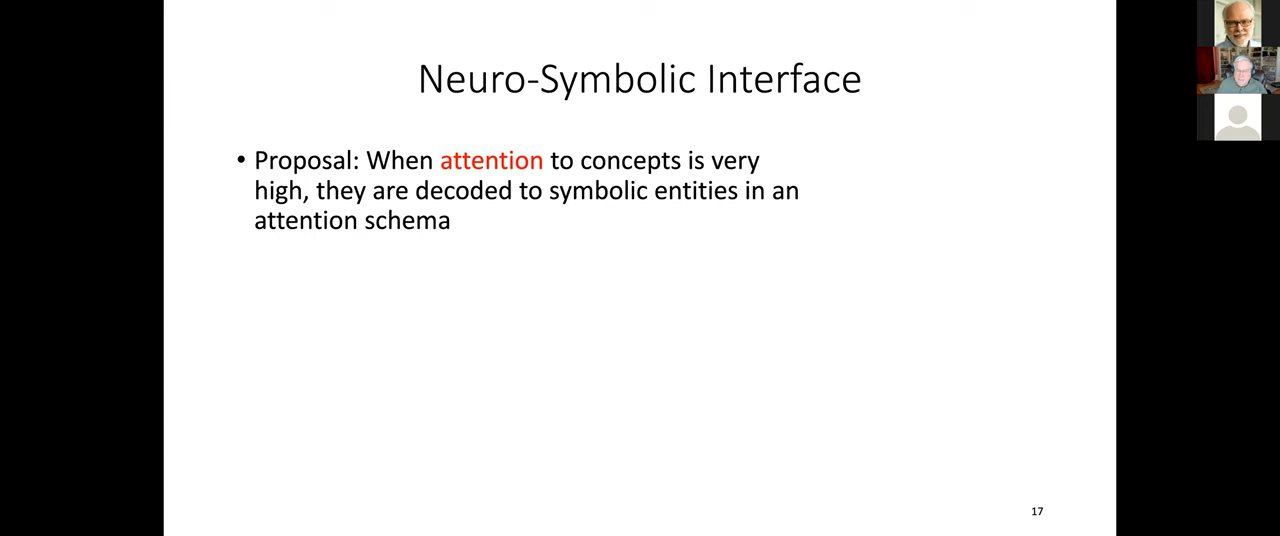 Neuro-Symbolic Interface
• Proposal: When attention to concepts is very
high, they are decoded to symbolic entities in an
attention schema
17